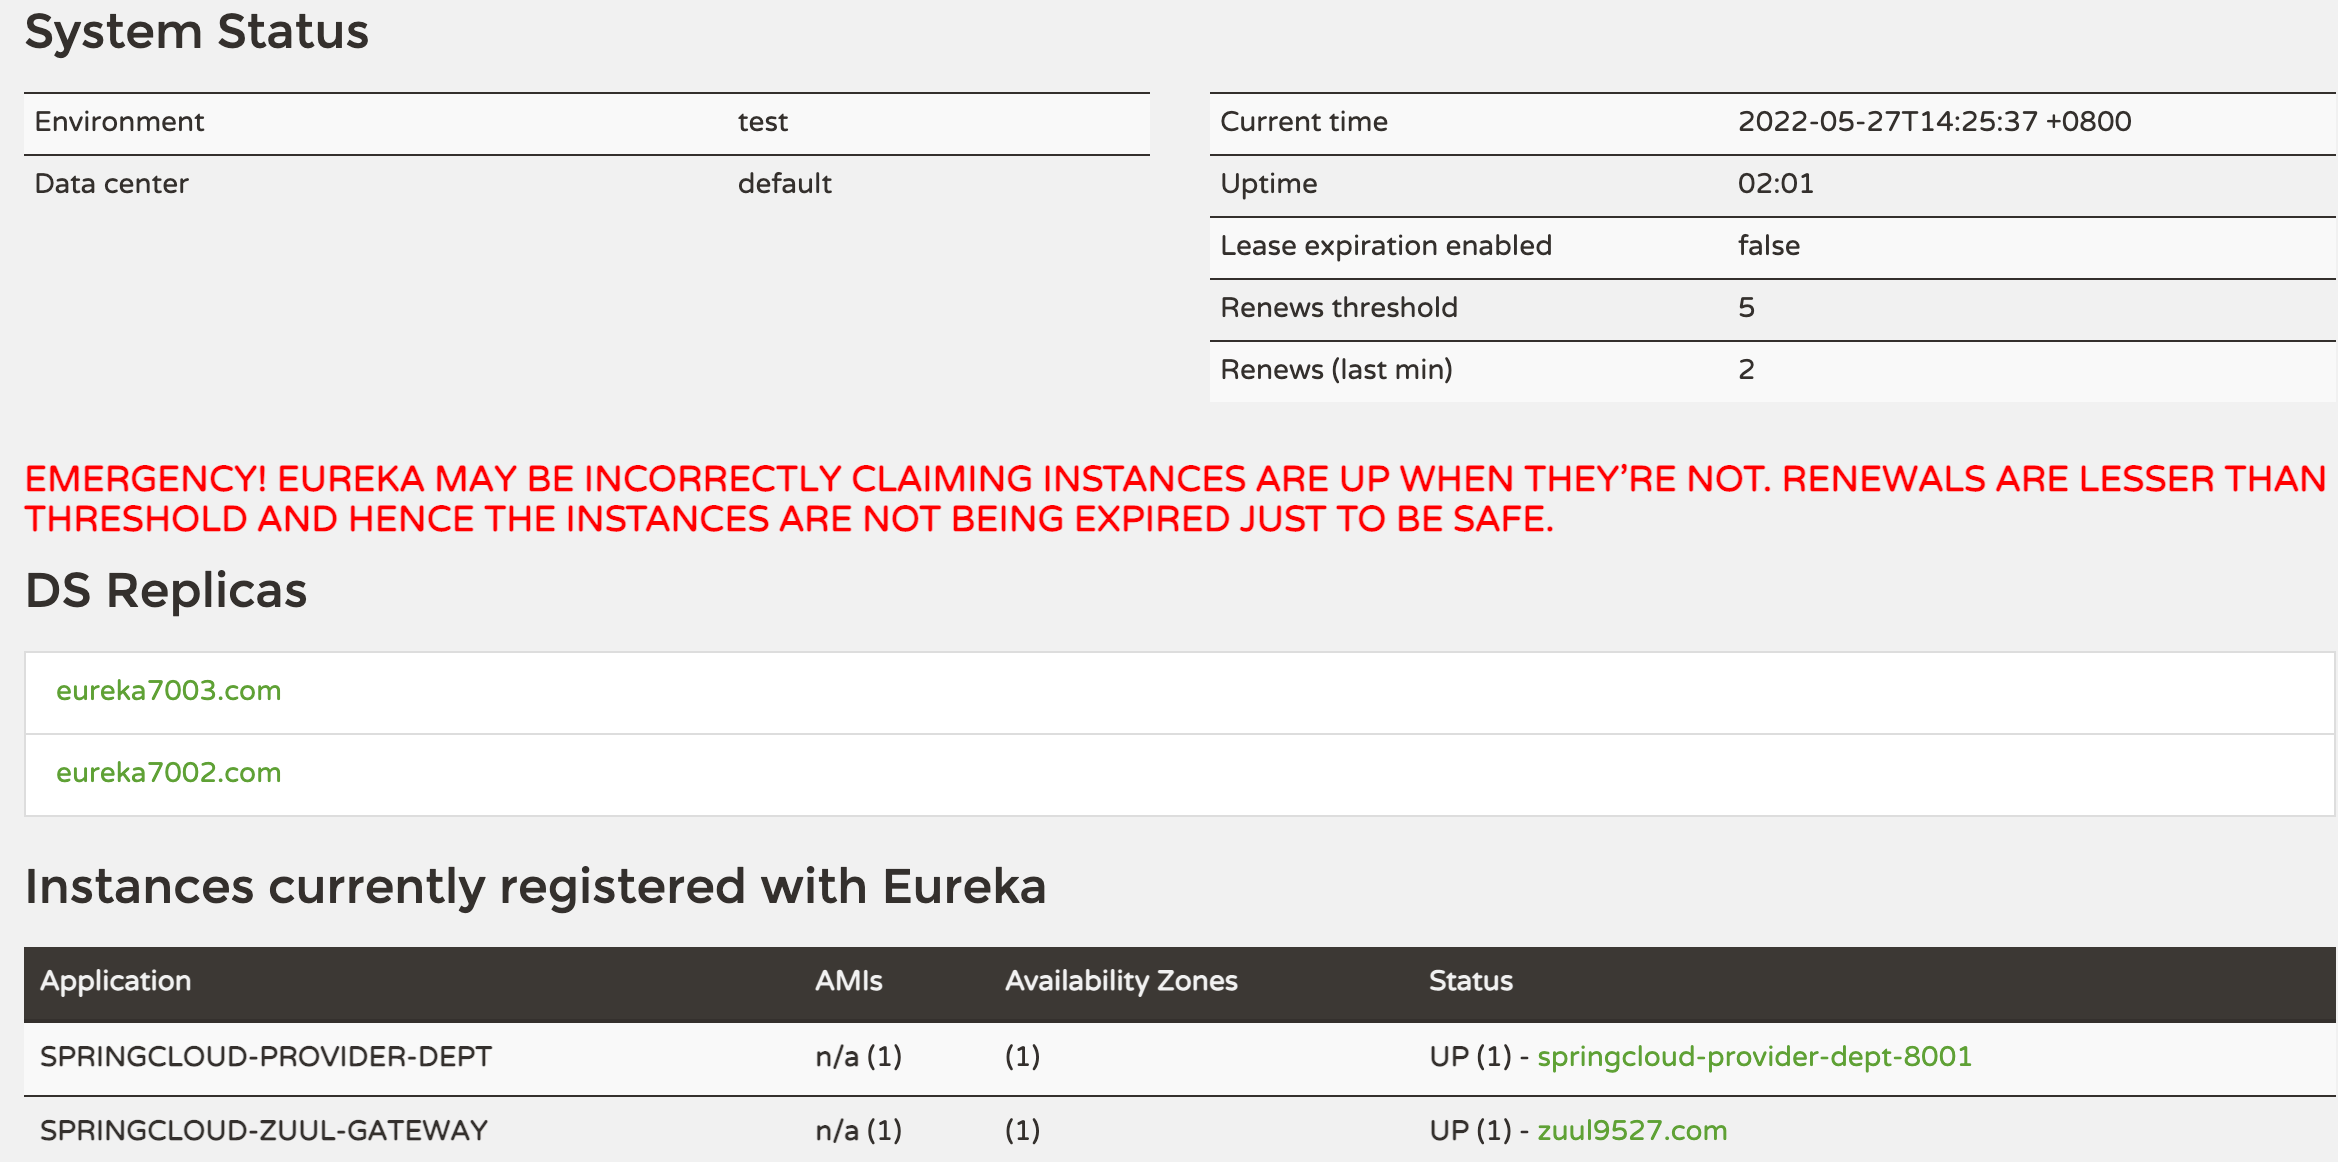 System Status
Environment test
Data center default
Current time 2022-05-27T14:25:37 +0800
Uptime 02:01
Lease expiration enabled false
Renews threshold 5
Renews (last min) 2
EMERGENCY! EUREKA MAY BE INCORRECTLY CLAIMING INSTANCES ARE UP WHEN THEY’RE NOT. RENEWALS ARE LESSER THAN
THRESHOLD AND HENCE THE INSTANCES ARE NOT BEING EXPIRED JUST TO BE SAFE.
DS Replicas
eureka7003.com
eureka7002.com
Instances currently registered with Eureka
Application AMIs Availability Zones Status
SPRINGCLOUD-PROVIDER-DEPT n/a (1) (1) UP (1) - springcloud-provider-dept-8001
SPRINGCLOUD-ZUUL-GATEWAY n/a (1) (1) UP (1) - zuul9527.com